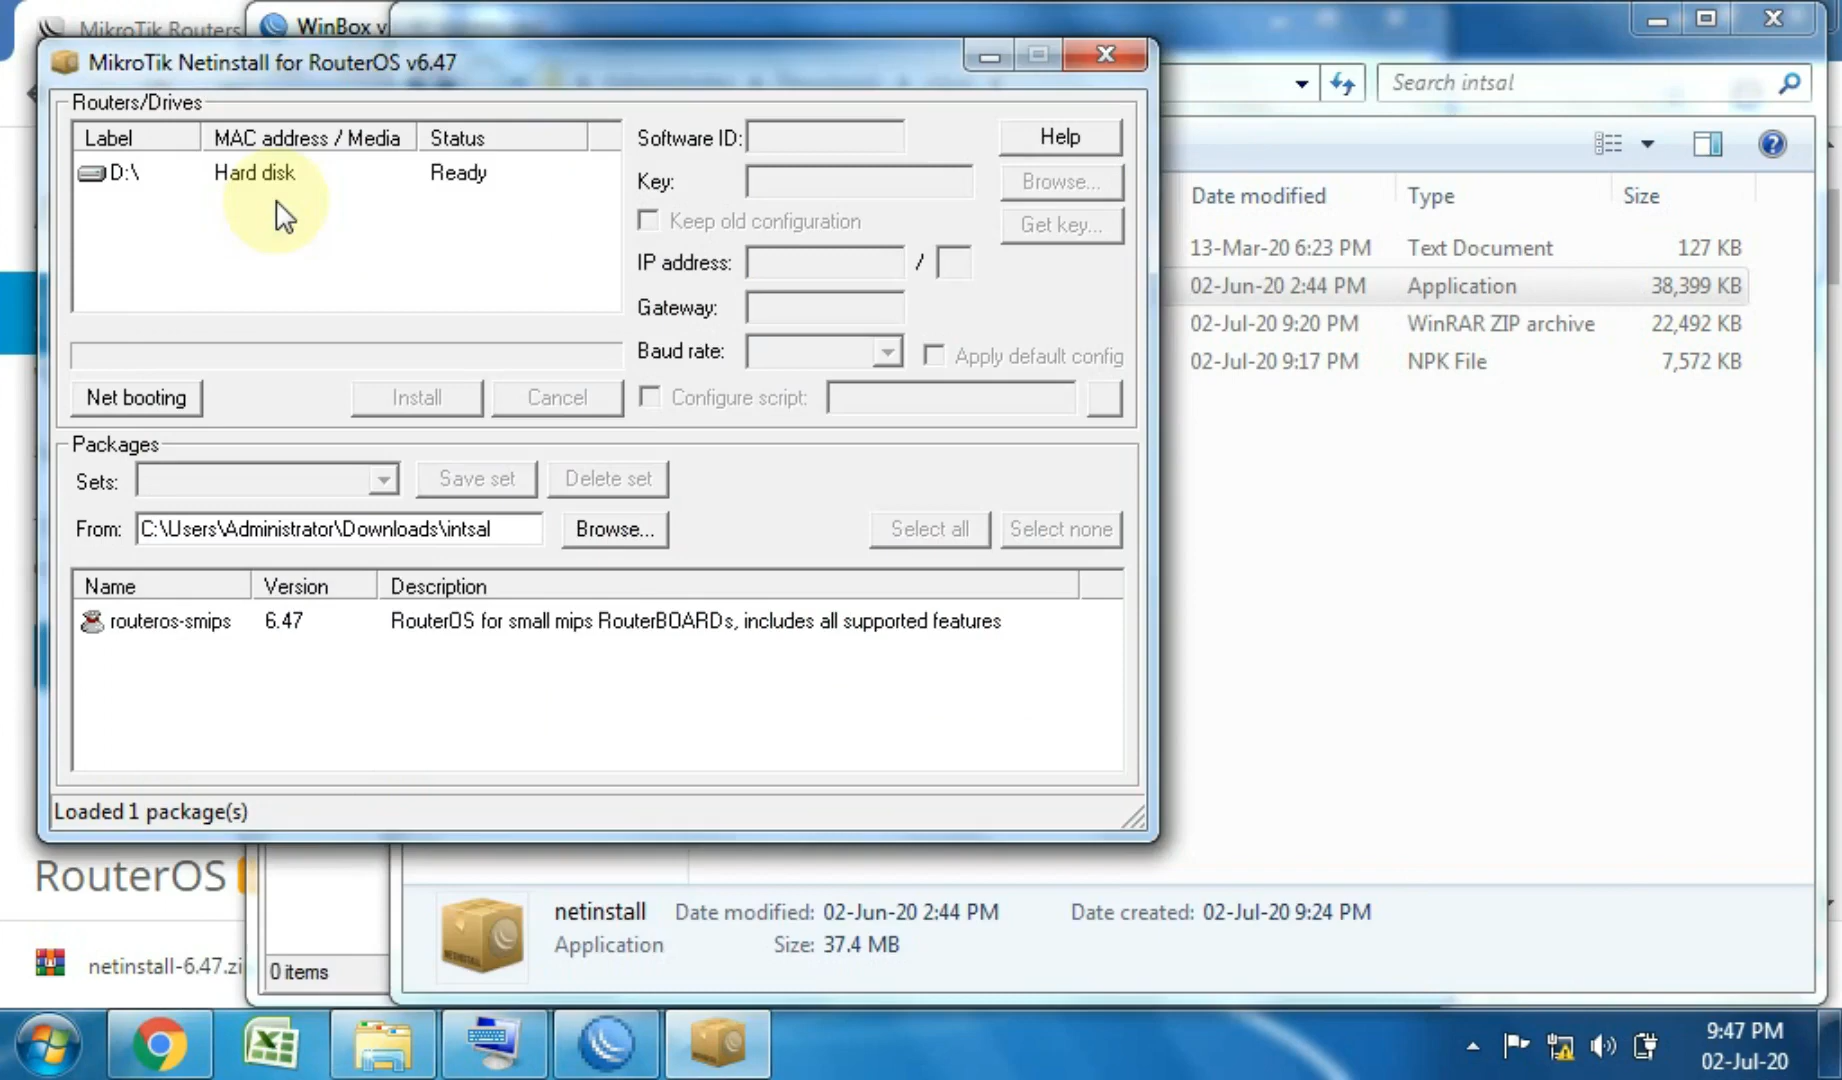 MikroTik Routers
WinBox v
MikroTik Netinstall for RouterOS v6.47
Search intsal
Routers/Drives
Label MAC address / Media Status
D:\ Hard disk Ready
Software ID:
Help
Key:
Browse...
Keep old configuration
Get key...
IP address: /
Gateway:
Baud rate:
Apply default config
Net booting Install Cancel
Configure script:
Packages
Sets:
Save set Delete set
From: C:\Users\Administrator\Downloads\intsal Browse... Select all Select none
Name Version Description
routeros-smips 6.47 RouterOS for small mips RouterBOARDs, includes all supported features
Loaded 1 package(s)
Date modified Type Size
13-Mar-20 6:23 PM Text Document 127 KB
02-Jun-20 2:44 PM Application 38,399 KB
02-Jul-20 9:20 PM WinRAR ZIP archive 22,492 KB
02-Jul-20 9:17 PM NPK File 7,572 KB
RouterOS
netinstall-6.47.zi
0 items
netinstall Date modified: 02-Jun-20 2:44 PM Date created: 02-Jul-20 9:24 PM
Application Size: 37.4 MB
NETINSTALL
9:47 PM
02-Jul-20